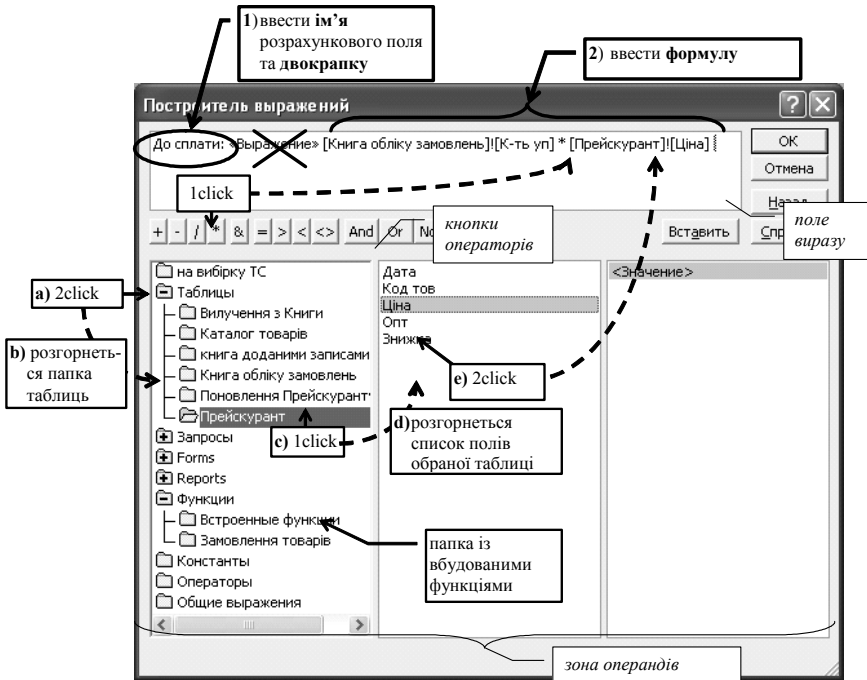 1)ввести ім’я
розрахункового поля
та двокрапку
2) ввести формулу
Построитель выражений
До сплати: «Выражение» [Книга обліку замовлень]![К-ть уп] * [Прейскурант]![Ціна]
ОК
Отмена
Назад
1click
кнопки
операторів
поле
виразу
+ - / * & = > < <> And Or No
Вставить
Спр
на вибірку ТС
Таблицы
Вилучення з Книги
Каталог товарів
книга доданими записами
Книга обліку замовлень
Поновлення Прейскурант
Прейскурант
Запросы
Forms
Reports
Функции
Встроенные функции
Замовлення товарів
Константы
Операторы
Общие выражения
Дата
Код тов
Ціна
Опт
Знижка
<Значение>
a) 2click
b) розгорнеть-
ся папка
таблиць
c) 1click
e) 2click
d)розгорнеться
список полів
обраної таблиці
папка із
вбудованими
функціями
зона операндів